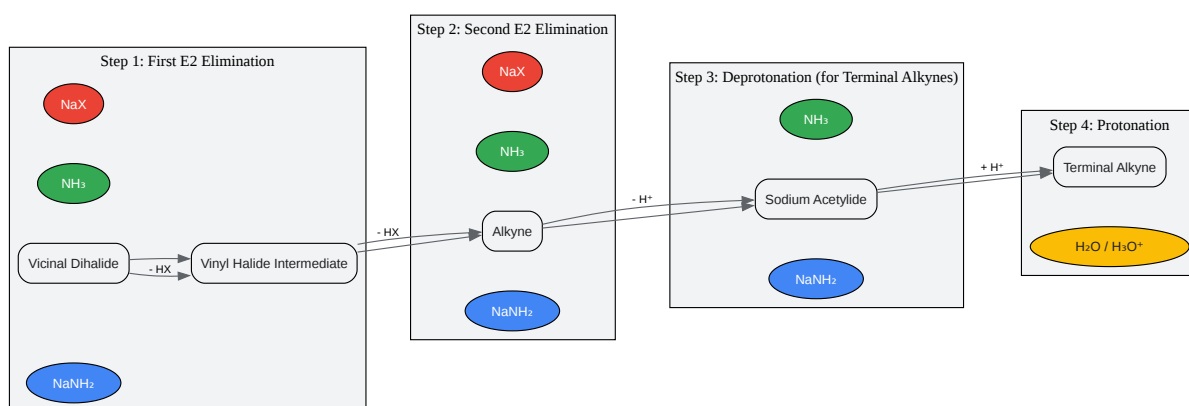 Step 1: First E2 Elimination
NaX
NH₃
Vicinal Dihalide
- HX
Vinyl Halide Intermediate
NaNH₂
- HX
Step 2: Second E2 Elimination
NaX
NH₃
Alkyne
NaNH₂
- H⁺
Step 3: Deprotonation (for Terminal Alkynes)
NH₃
Sodium Acetylide
NaNH₂
+ H⁺
Step 4: Protonation
Terminal Alkyne
H₂O / H₃O⁺